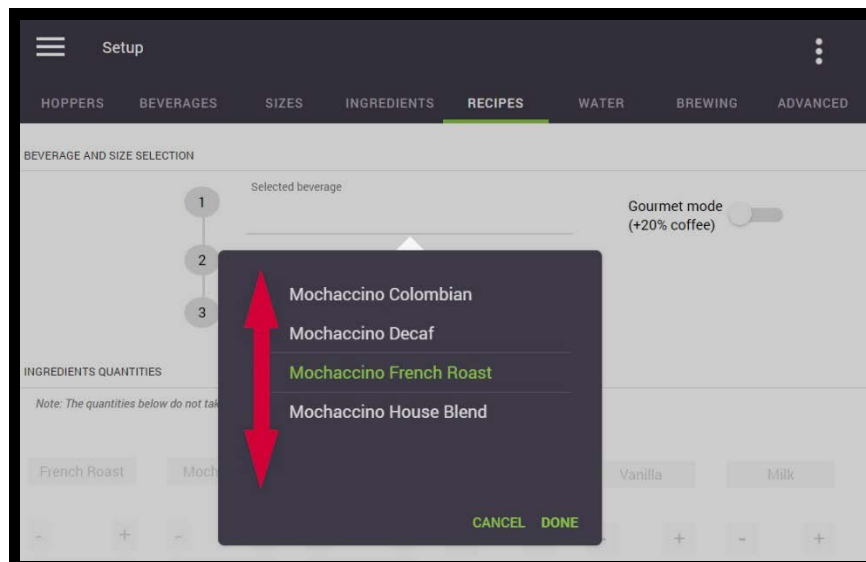 Setup
HOPPERS BEVERAGES SIZES INGREDIENTS RECIPES WATER BREWING ADVANCED
BEVERAGE AND SIZE SELECTION
Selected beverage
1
Gourmet mode
(+20% coffee)
2
3
Mochaccino Colombian
Mochaccino Decaf
Mochaccino French Roast
Mochaccino House Blend
CANCEL DONE
INGREDIENTS QUANTITIES
Note: The quantities below do not
French Roast Vanilla Milk
- + - - + - +